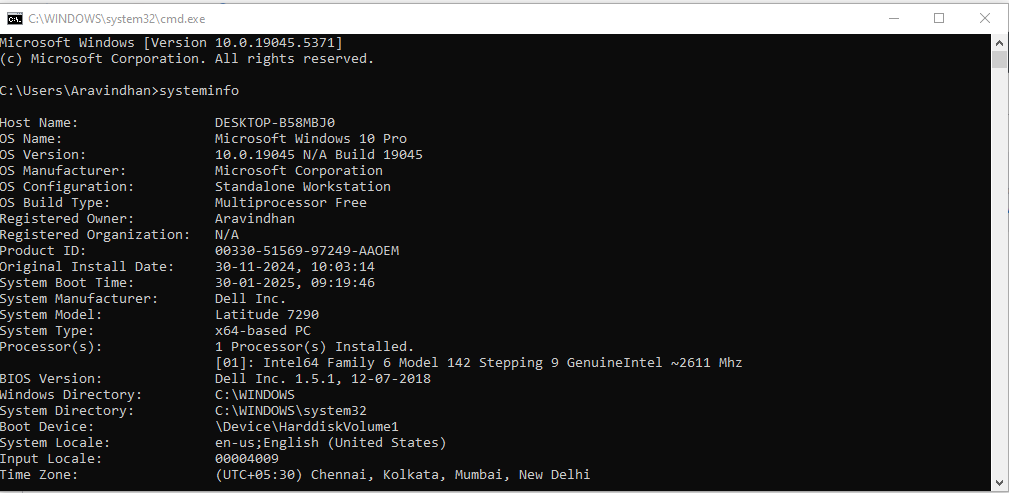 C:\WINDOWS\system32\cmd.exe
Microsoft Windows [Version 10.0.19045.5371]
(c) Microsoft Corporation. All rights reserved.
C:\Users\Aravindhan>systeminfo
Host Name: DESKTOP-B58MBJ0
OS Name: Microsoft Windows 10 Pro
OS Version: 10.0.19045 N/A Build 19045
OS Manufacturer: Microsoft Corporation
OS Configuration: Standalone Workstation
OS Build Type: Multiprocessor Free
Registered Owner: Aravindhan
Registered Organization: N/A
Product ID: 00330-51569-97249-AAOEM
Original Install Date: 30-11-2024, 10:03:14
System Boot Time: 30-01-2025, 09:19:46
System Manufacturer: Dell Inc.
System Model: Latitude 7290
System Type: x64-based PC
Processor(s): 1 Processor(s) Installed.
[01]: Intel64 Family 6 Model 142 Stepping 9 GenuineIntel ~2611 Mhz
BIOS Version: Dell Inc. 1.5.1, 12-07-2018
Windows Directory: C:\WINDOWS
System Directory: C:\WINDOWS\system32
Boot Device: \Device\HarddiskVolume1
System Locale: en-us;English (United States)
Input Locale: 00004009
Time Zone: (UTC+05:30) Chennai, Kolkata, Mumbai, New Delhi